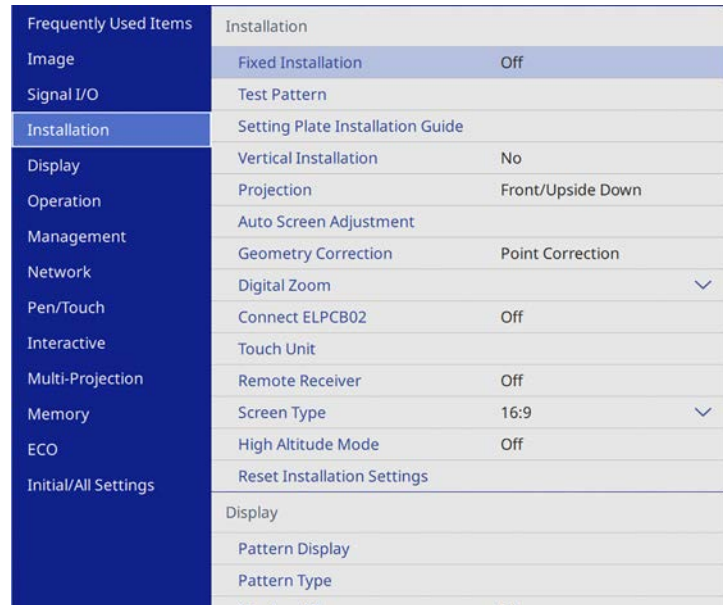 Frequently Used Items
Image
Signal I/O
Installation
Display
Operation
Management
Network
Pen/Touch
Interactive
Multi-Projection
Memory
ECO
Initial/All Settings
Installation
Fixed Installation Off
Test Pattern
Setting Plate Installation Guide
Vertical Installation No
Projection Front/Upside Down
Auto Screen Adjustment
Geometry Correction Point Correction
Digital Zoom
Connect ELPCB02 Off
Touch Unit
Remote Receiver Off
Screen Type 16:9
High Altitude Mode Off
Reset Installation Settings
Display
Pattern Display
Pattern Type